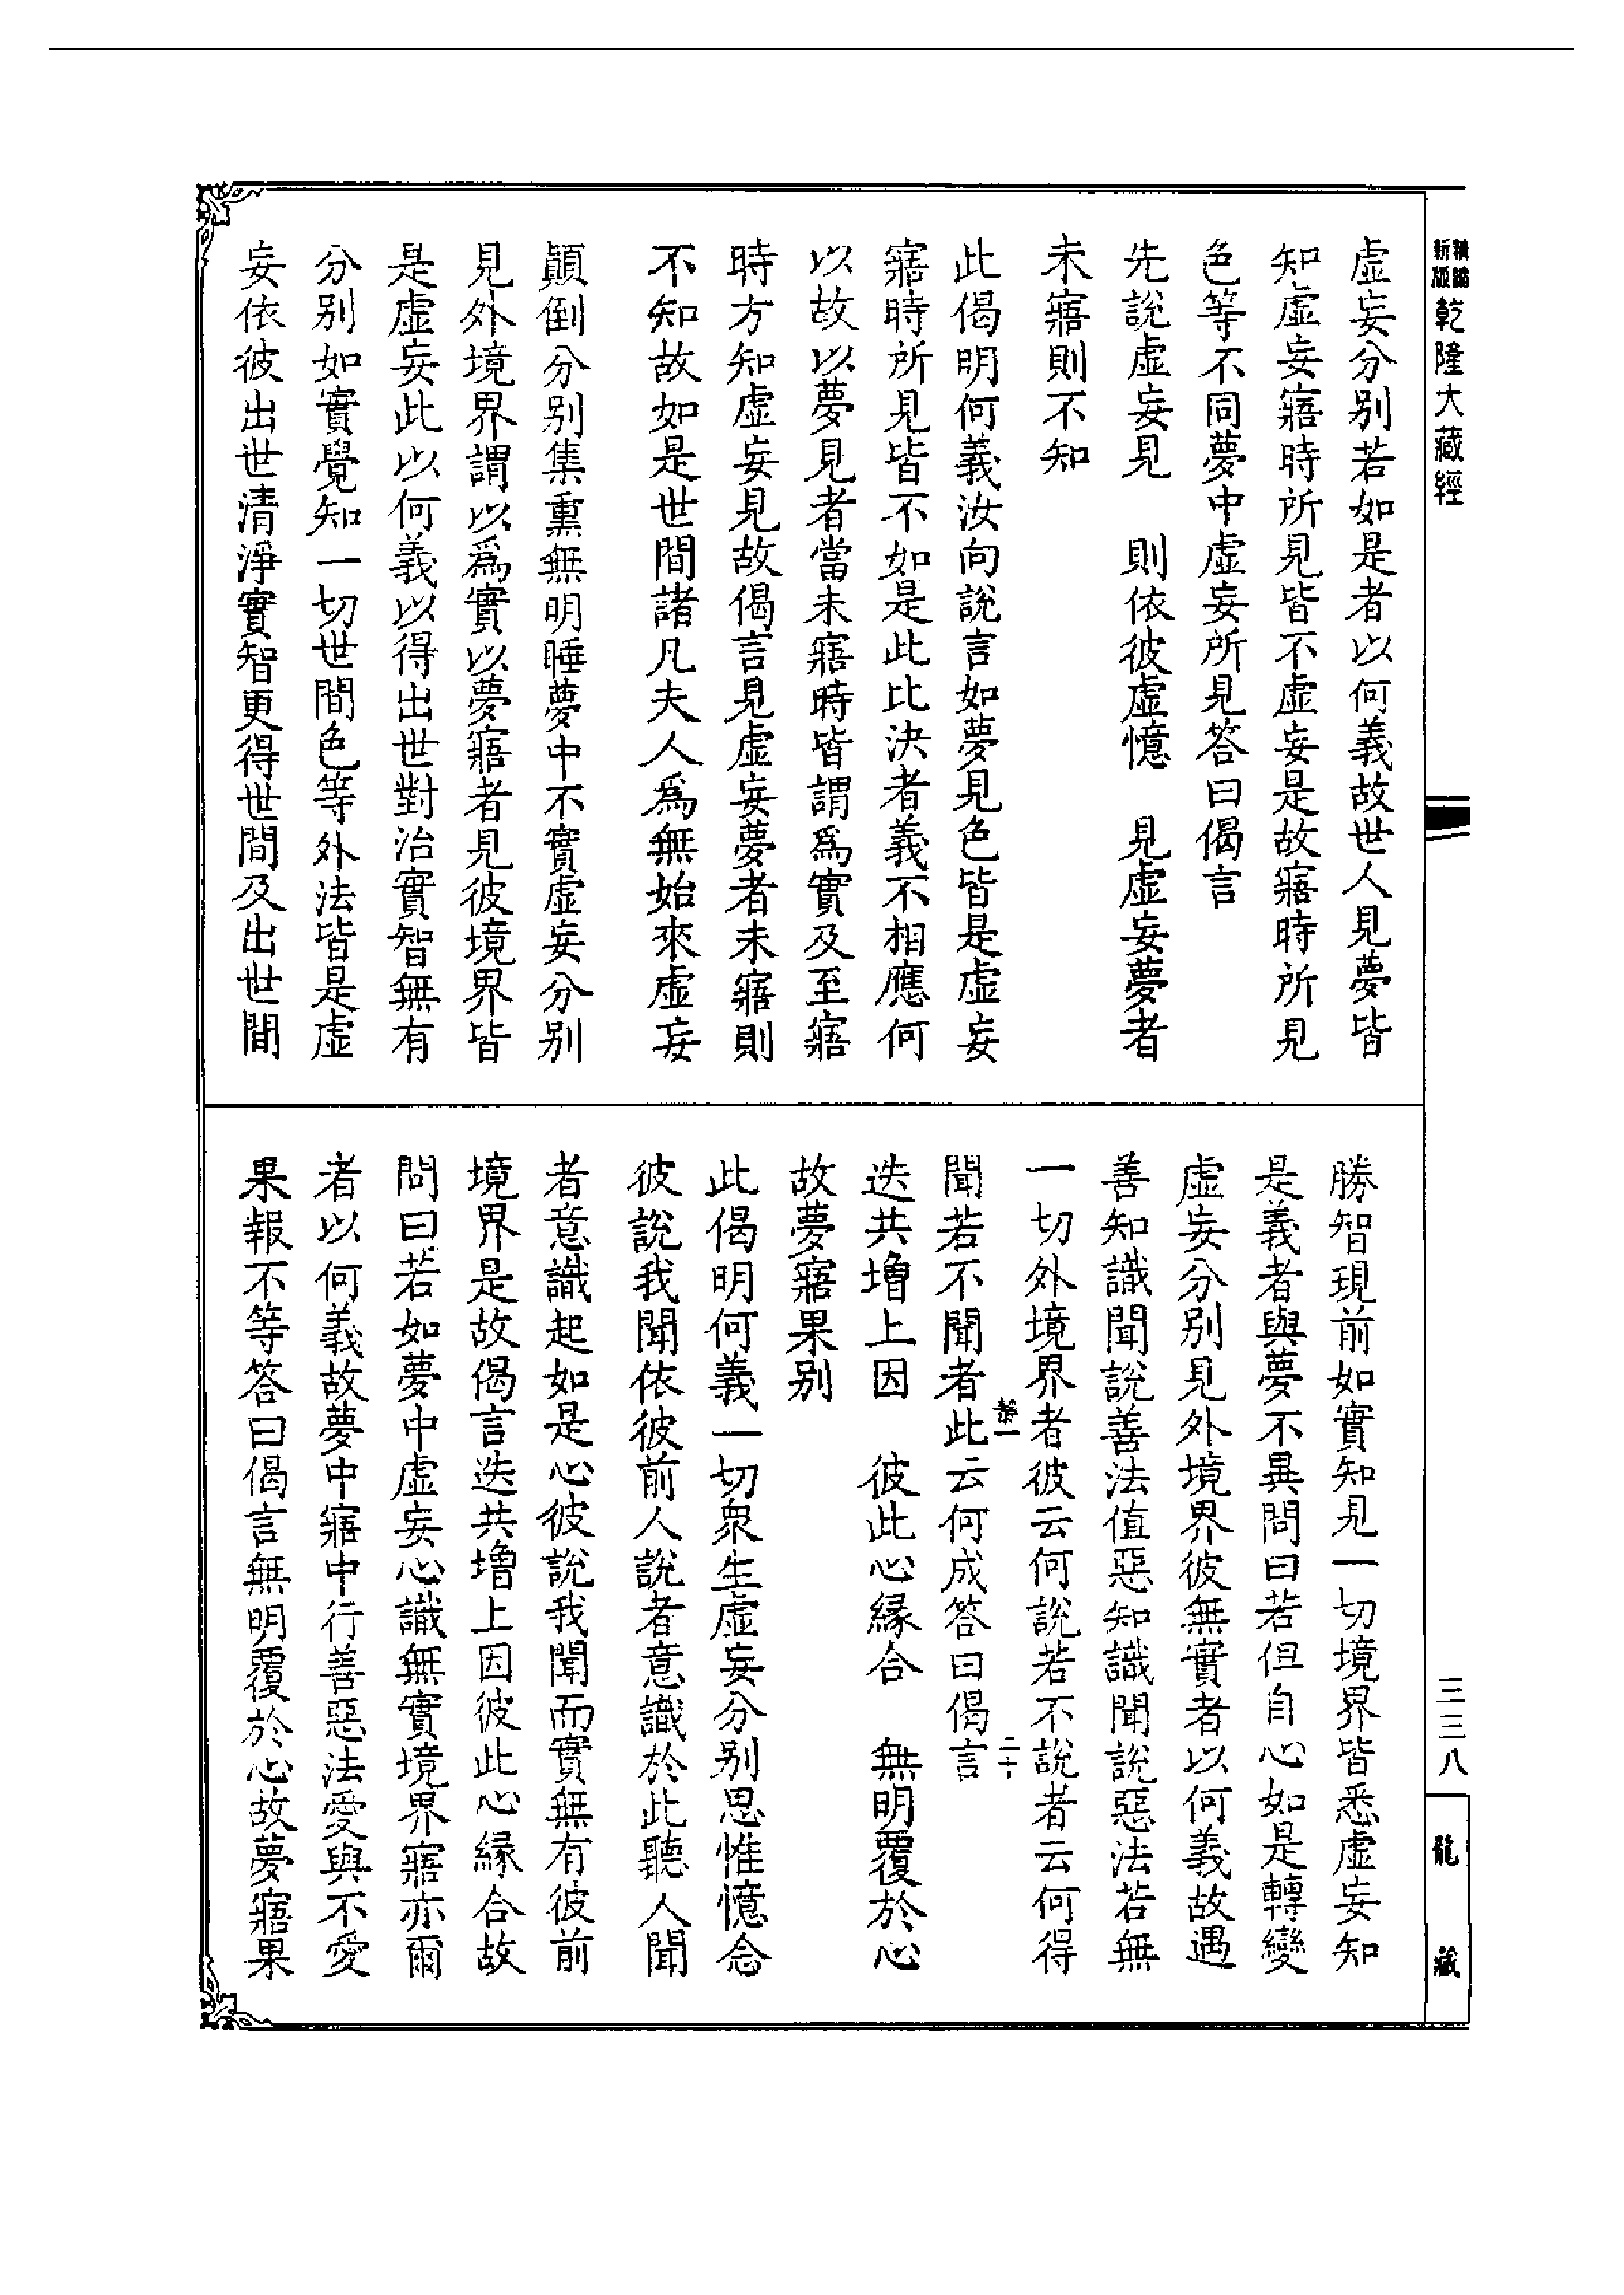 新版精縮乾隆大藏經
虛妄分別若如是者以何義故世人見夢皆
知虛妄寤時所見皆不虛妄是故寤時所見
色等不同夢中虛妄所見答曰偈言
先說虛妄見　則依彼虛憶　見虛妄夢者
未寤則不知
此偈明何義汝向說言如夢見色皆是虛妄
寤時所見皆不如是此比決者義不相應何
以故以夢見者當未寤時皆謂爲實及至寤
時方知虛妄見故偈言見虛妄夢者未寤則
不知故如是世間諸凡夫人爲無始來虛妄
顛倒分別集熏無明睡夢中不實虛妄分別
見外境界謂以爲實以夢寤者見彼境界皆
是虛妄此以何義以得出世對治實智無有
分別如實覺知一切世間色等外法皆是虛
妄依彼出世清淨實智更得世間及出世間
勝智現前如實知見一切境界皆悉虛妄如
是義者與夢不異問曰若但自心如是轉變
虛妄分別見外境界彼無實者以何義故遇
善知識聞說善法值惡知識聞說惡法若無
一切外境界者彼云何說若不說者云何得
聞若不聞者此云何成答曰偈言
迭共增上因　彼此心緣合　無明覆於心
故夢寤果別
此偈明何義一切衆生虛妄分別思惟憶念
彼說我聞依彼前人說者意識於此聽人聞
者意識起如是心彼說我聞而實無有彼前
境界是故偈言迭共增上因彼此心緣合故
問曰若如夢中虛妄心識無實境界寤亦爾
者以何義故夢中寤中行善惡法愛與不愛
果報不等答曰偈言無明覆於心故夢寤果
三三八
龍藏